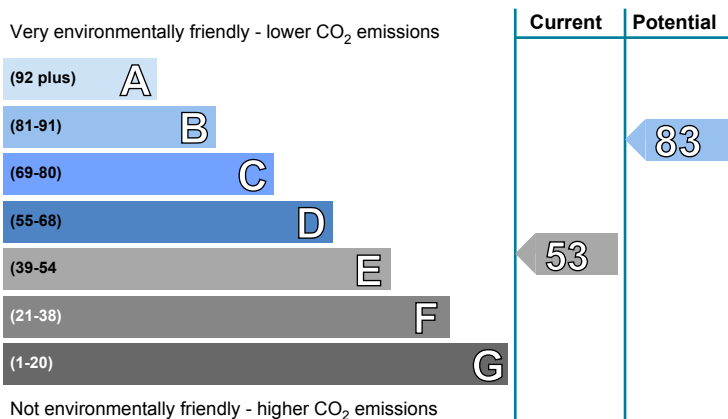 Very environmentally friendly - lower CO₂ emissions
Current
Potential
(92 plus) A
(81-91) B
(69-80) C
(55-68) D
(39-54 E
(21-38) F
(1-20) G
83
53
Not environmentally friendly - higher CO₂ emissions